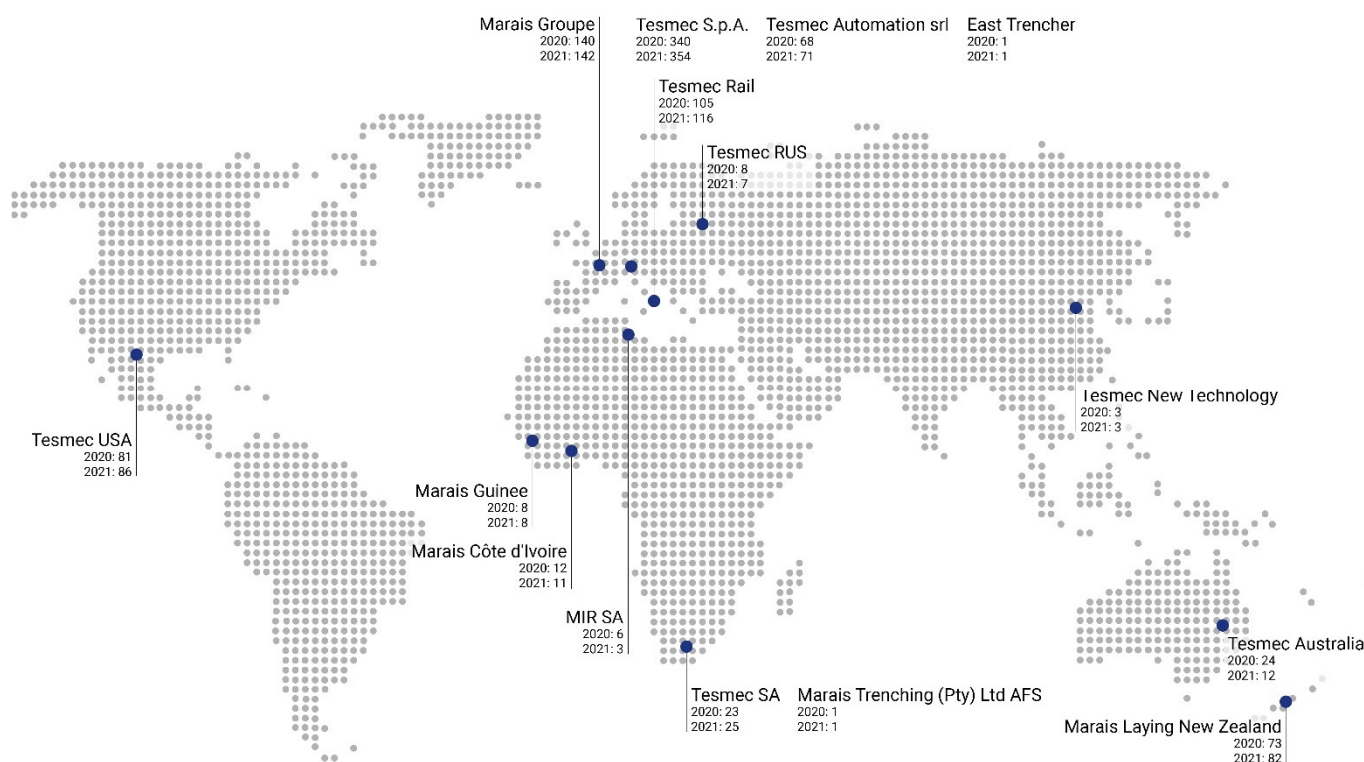 Marais Groupe
2020: 140
2021: 142
Tesmec S.p.A.
2020: 340
2021: 354
Tesmec Automation srl
2020: 68
2021: 71
East Trencher
2020: 1
2021: 1
Tesmec Rail
2020: 105
2021: 116
Tesmec RUS
2020: 8
2021: 7
Tesmec New Technology
2020: 3
2021: 3
Tesmec USA
2020: 81
2021: 86
Marais Guinee
2020: 8
2021: 8
Marais Côte d'Ivoire
2020: 12
2021: 11
MIR SA
2020: 6
2021: 3
Tesmec SA
2020: 23
2021: 25
Marais Trenching (Pty) Ltd AFS
2020: 1
2021: 1
Tesmec Australia
2020: 24
2021: 12
Marais Laying New Zealand
2020: 73
2021: 82